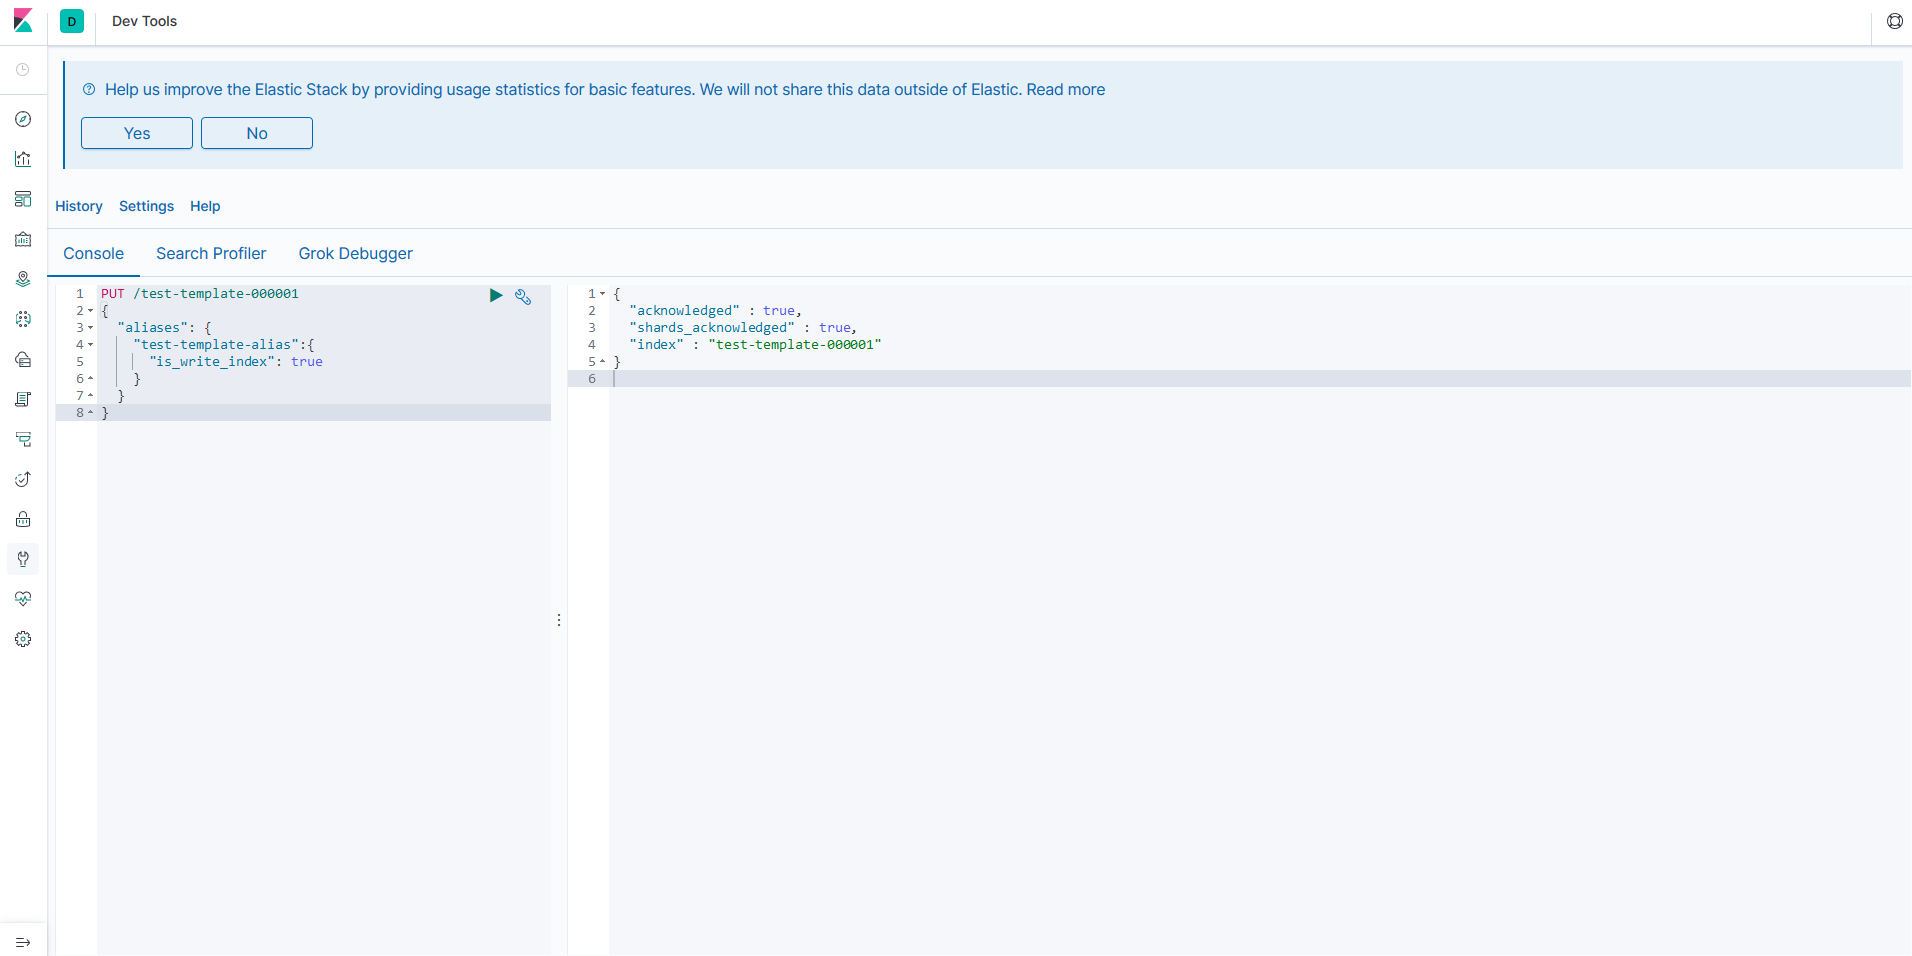 D Dev Tools
Help us improve the Elastic Stack by providing usage statistics for basic features. We will not share this data outside of Elastic. Read more
Yes No
History Settings Help
Console Search Profiler Grok Debugger
1 PUT /test-template-000001
2 {
3 "aliases": {
4 "test-template-alias":{
5 "is_write_index": true
6 }
7 }
8 }
1 {
2 "acknowledged" : true,
3 "shards_acknowledged" : true,
4 "index" : "test-template-000001"
5 }
6